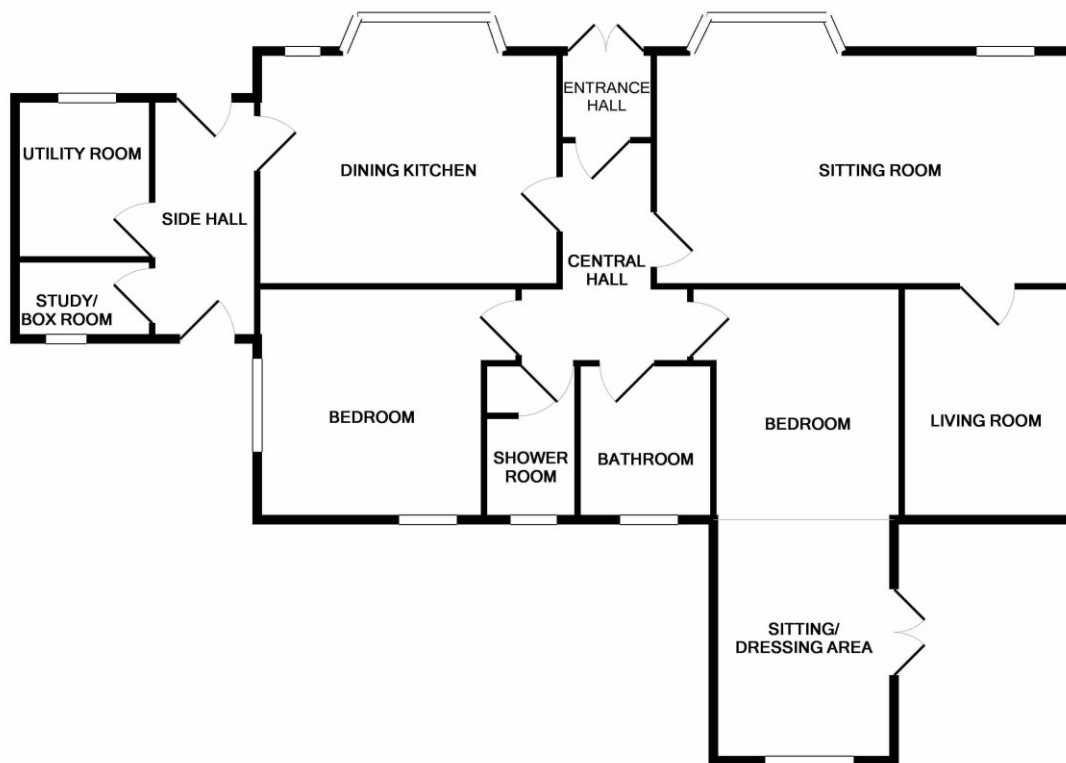 ENTRANCE
HALL
UTILITY ROOM
DINING KITCHEN
SITTING ROOM
SIDE HALL
CENTRAL
HALL
STUDY/
BOX ROOM
BEDROOM
BEDROOM
LIVING ROOM
SHOWER
ROOM
BATHROOM
SITTING/
DRESSING AREA